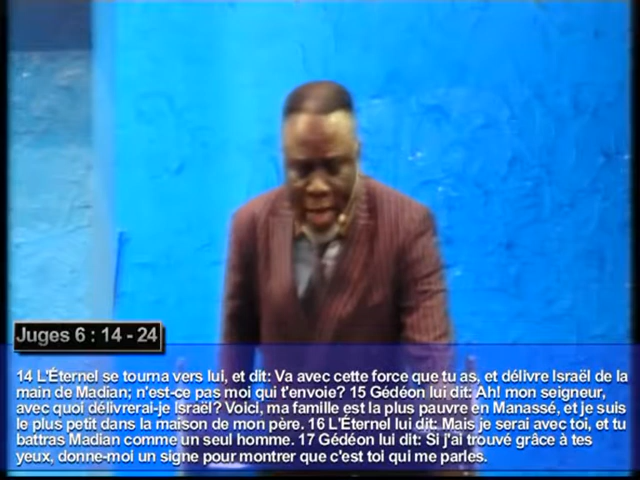 Juges 6 : 14 - 24
14 L'Éternel se tourna vers lui, et dit: Va avec cette force que tu as, et délivre Israël de la
main de Madian; n'est-ce pas moi qui t'envoie? 15 Gédéon lui dit: Ah! mon seigneur,
avec quoi délivrerai-je Israël? Voici, ma famille est la plus pauvre en Manassé, et je suis
le plus petit dans la maison de mon père. 16 L'Éternel lui dit: Mais je serai avec toi, et tu
battras Madian comme un seul homme. 17 Gédéon lui dit: Si j'ai trouvé grâce à tes
yeux, donne-moi un signe pour montrer que c'est toi qui me parles.